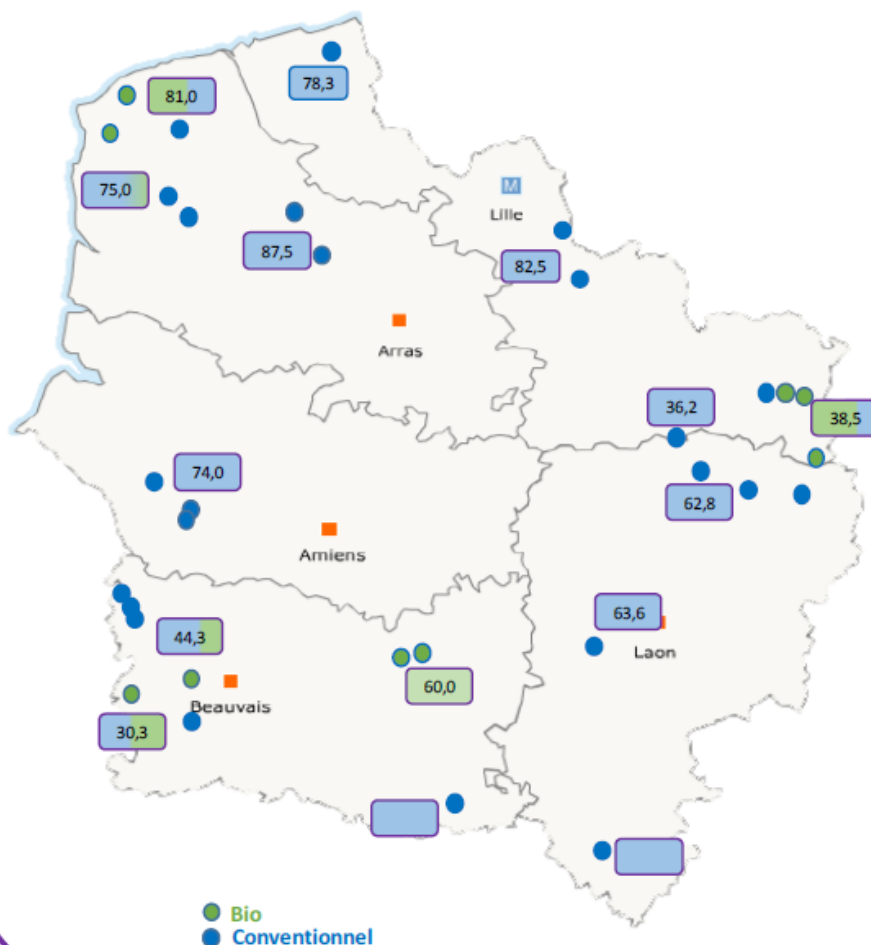 78,3
81,0
M
75,0
Lille
87,5
82,5
Arras
36,2
38,5
74,0
62,8
Amiens
63,6
44,3
Laon
60,0
Beauvais
30,3
Bio
Conventionnel